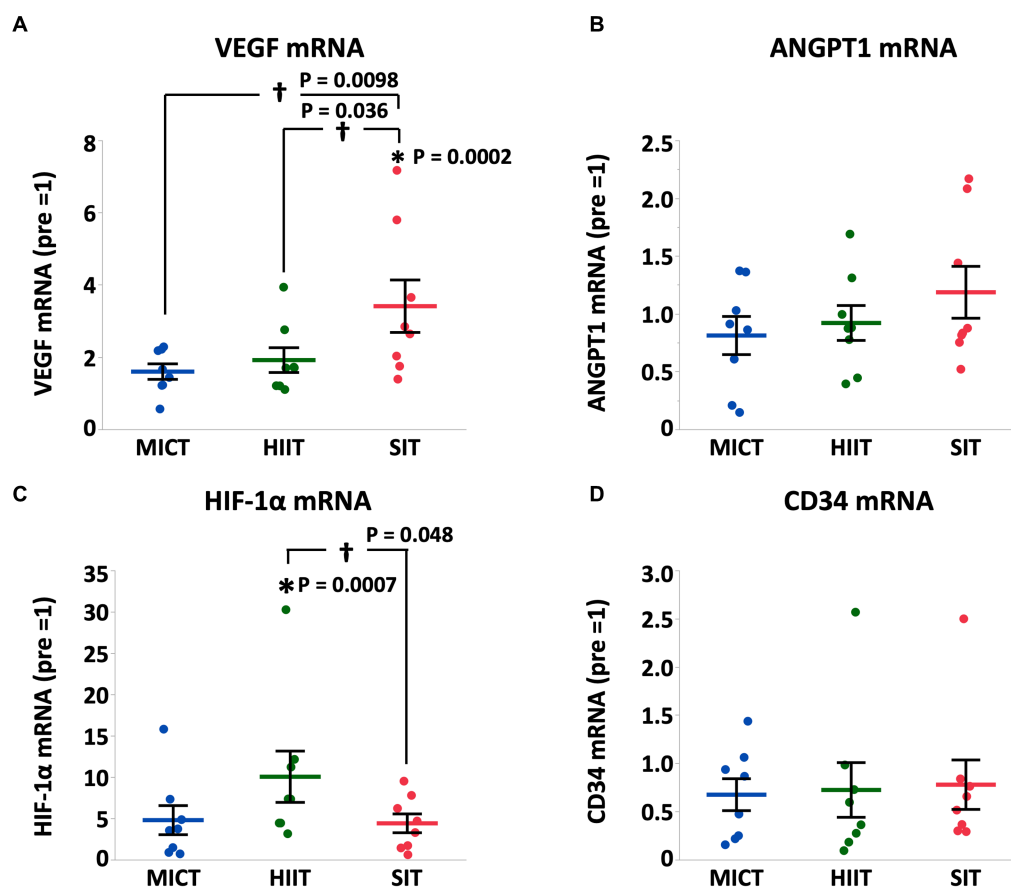 A
VEGF mRNA
† P = 0.0098
P = 0.036
†
* P = 0.0002
VEGF mRNA (pre =1)
8
6
4
2
0
MICT HIIT SIT
B
ANGPT1 mRNA
ANGPT1 mRNA (pre =1)
2.5
2.0
1.5
1.0
0.5
0
MICT HIIT SIT
C
HIF-1α mRNA
† P = 0.048
* P = 0.0007
HIF-1α mRNA (pre =1)
35
30
25
20
15
10
5
0
MICT HIIT SIT
D
CD34 mRNA
CD34 mRNA (pre =1)
3.0
2.5
2.0
1.5
1.0
0.5
0
MICT HIIT SIT